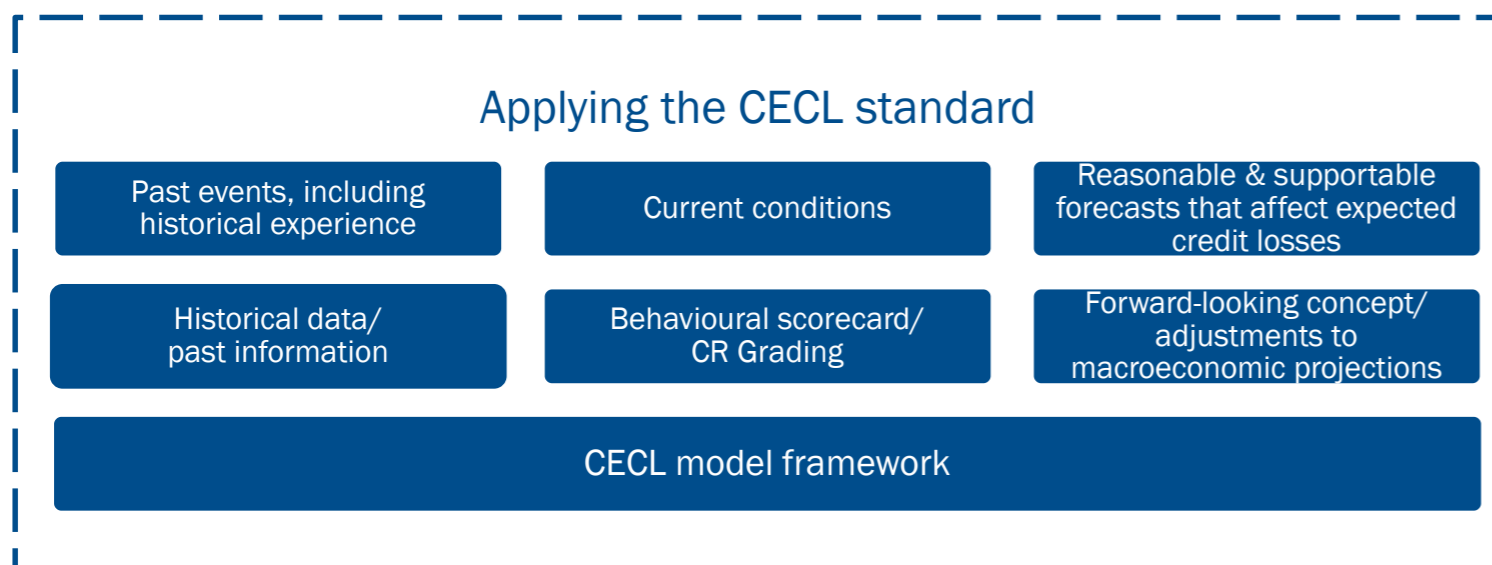 Applying the CECL standard
Past events, including
historical experience
Current conditions
Reasonable & supportable
forecasts that affect expected
credit losses
Historical data/
past information
Behavioural scorecard/
CR Grading
Forward-looking concept/
adjustments to
macroeconomic projections
CECL model framework